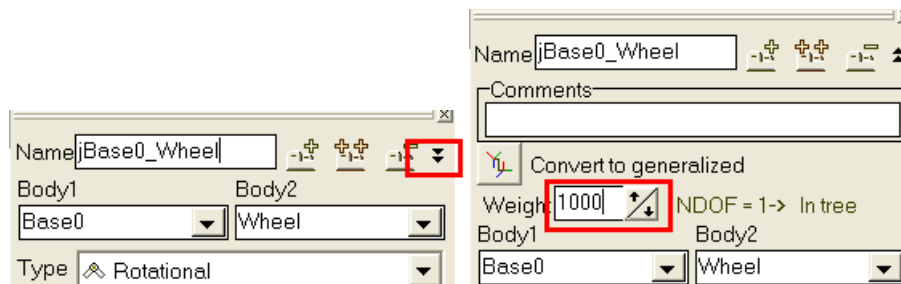 Name jBase0_Wheel
Body1 Body2
Base0 Wheel
Type Rotational
Name jBase0_Wheel
Comments
Convert to generalized
Weight 1000 NDOF = 1-> In tree
Body1 Body2
Base0 Wheel